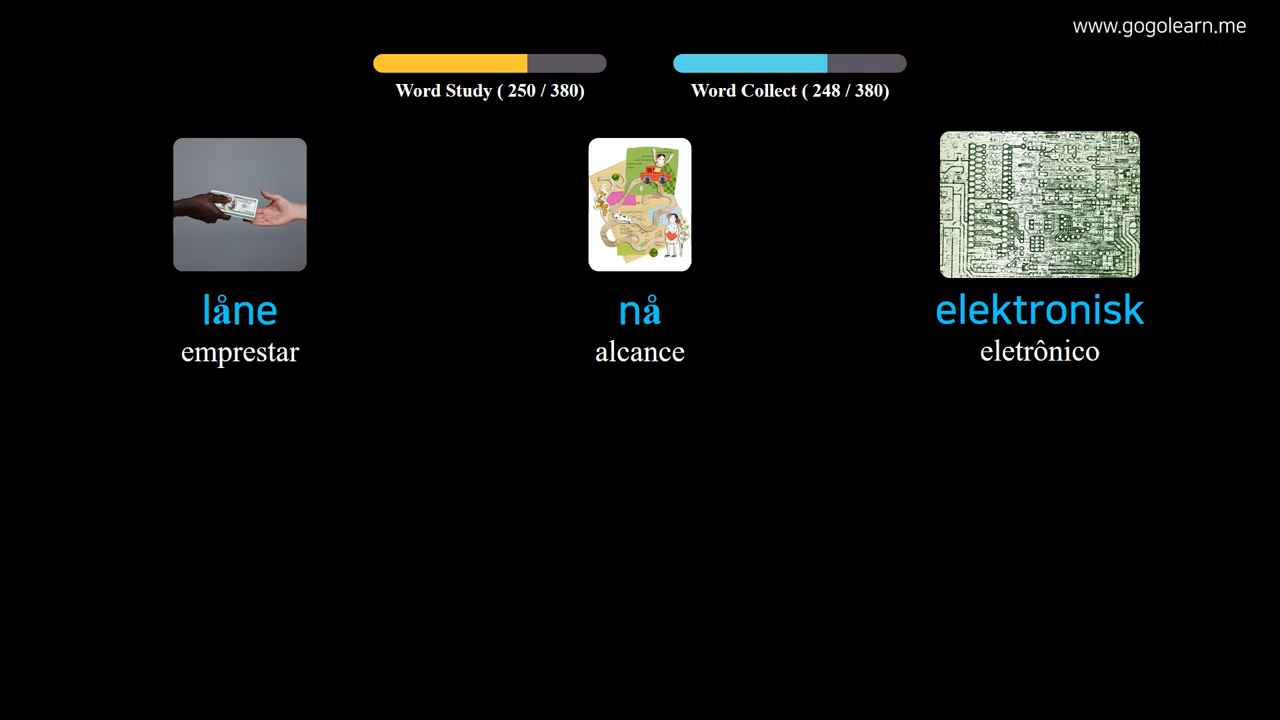 www.gogolearn.me
Word Study ( 250 / 380)
Word Collect ( 248 / 380)
låne
nå
elektronisk
emprestar
alcance
eletrônico